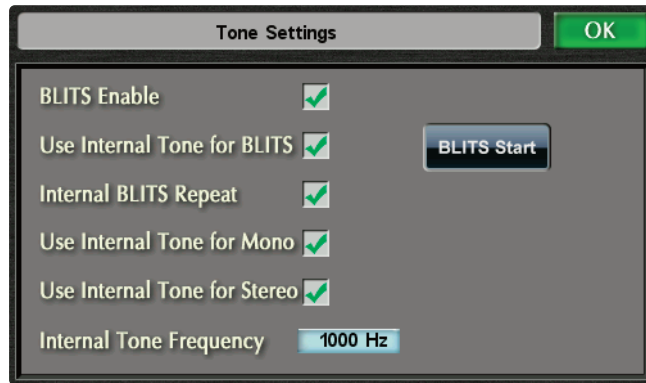 Tone Settings OK
BLITS Enable
Use Internal Tone for BLITS BLITS Start
Internal BLITS Repeat
Use Internal Tone for Mono
Use Internal Tone for Stereo
Internal Tone Frequency 1000 Hz